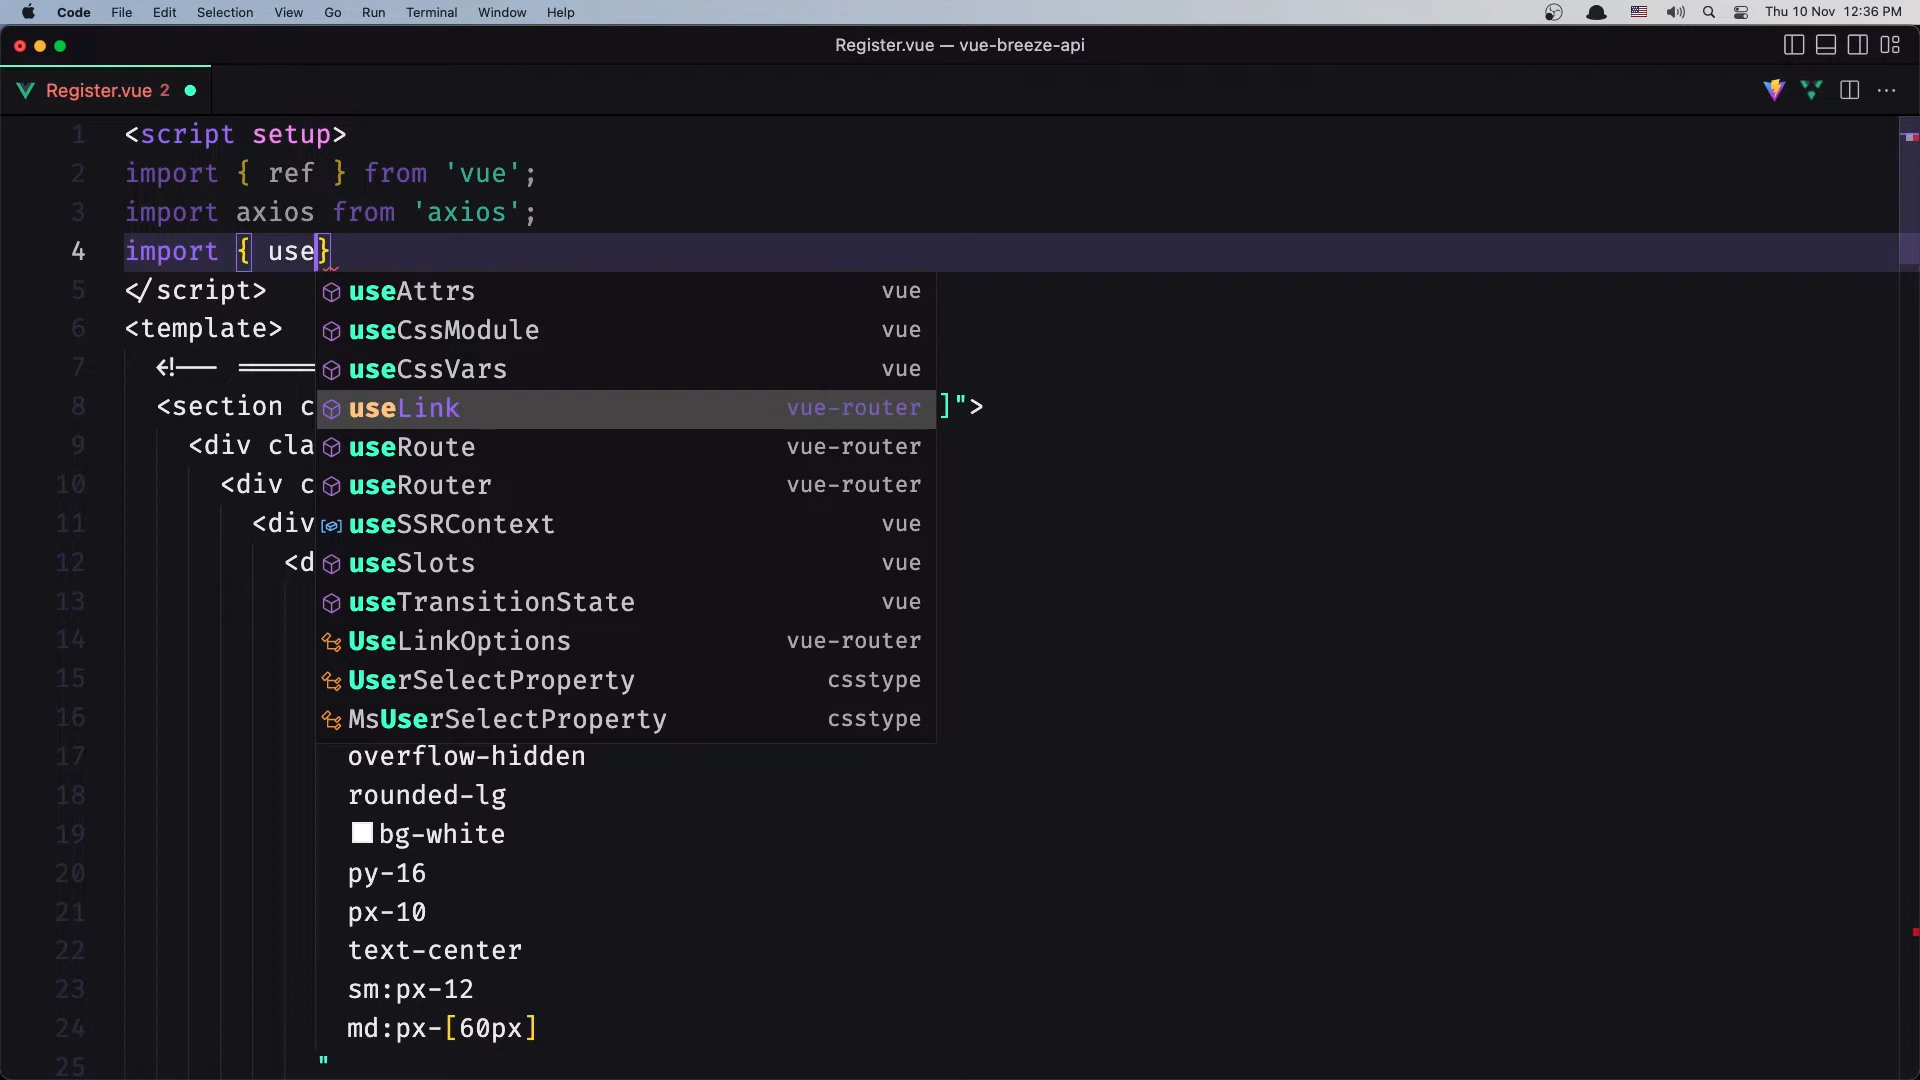 Code File Edit Selection View Go Run Terminal Window Help Thu 10 Nov 12:36 PM
Register.vue — vue-breeze-api
Register.vue 2
1 <script setup>
2 import { ref } from 'vue';
3 import axios from 'axios';
4 import { use}
5 </script>
useAttrs vue
6 <template>
useCssModule vue
7 <!-- ═════
useCssVars vue
8 <section c
useLink vue-router
]">
9 <div cla
useRoute vue-router
10 <div c
useRouter vue-router
11 <div
useSSRContext vue
12 <d
useSlots vue
13
useTransitionState vue
14
UseLinkOptions vue-router
15
UserSelectProperty csstype
16
MsUserSelectProperty csstype
17 overflow-hidden
18 rounded-lg
19 bg-white
20 py-16
21 px-10
22 text-center
23 sm:px-12
24 md:px-[60px]
25 "